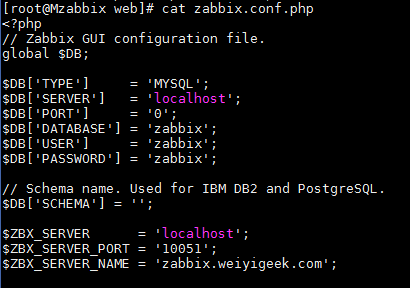 [root@Mzabbix web]# cat zabbix.conf.php
<?php
// Zabbix GUI configuration file.
global $DB;
$DB['TYPE']     = 'MYSQL';
$DB['SERVER']   = 'localhost';
$DB['PORT']     = '0';
$DB['DATABASE'] = 'zabbix';
$DB['USER']     = 'zabbix';
$DB['PASSWORD'] = 'zabbix';
// Schema name. Used for IBM DB2 and PostgreSQL.
$DB['SCHEMA'] = '';
$ZBX_SERVER      = 'localhost';
$ZBX_SERVER_PORT = '10051';
$ZBX_SERVER_NAME = 'zabbix.weiyigeek.com';